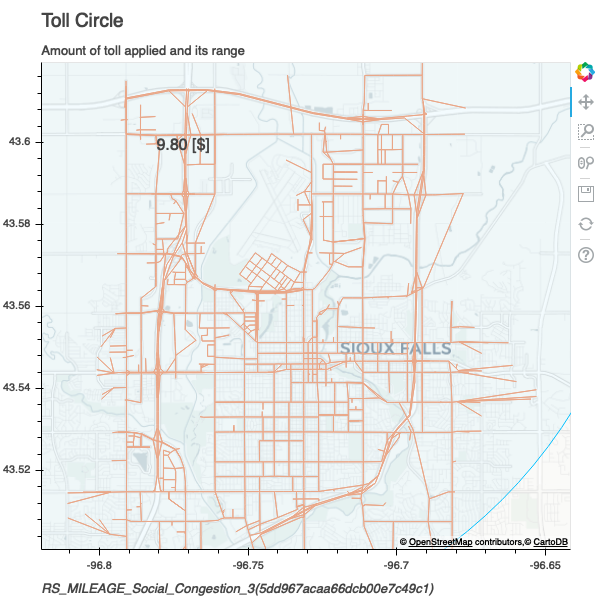 Toll Circle
Amount of toll applied and its range
43.6
9.80 [$]
43.58
43.56
SIOUX FALLS
43.54
43.52
© OpenStreetMap contributors,© CartoDB
-96.8
-96.75
-96.7
-96.65
RS_MILEAGE_Social_Congestion_3(5dd967acaa66dcb00e7c49c1)